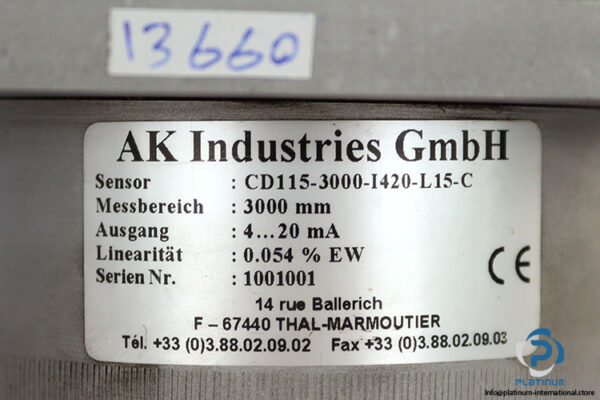 13660
AK Industries GmbH
Sensor : CD115-3000-I420-L15-C
Messbereich : 3000 mm
Ausgang : 4...20 mA
Linearität : 0.054 % EW
Serien Nr. : 1001001
CE
14 rue Ballerich
F – 67440 THAL-MARMOUTIER
Tél. +33 (0)3.88.02.09.02 Fax +33 (0)3.88.02.09.03
PLATINUM
Info@platinum-international.store